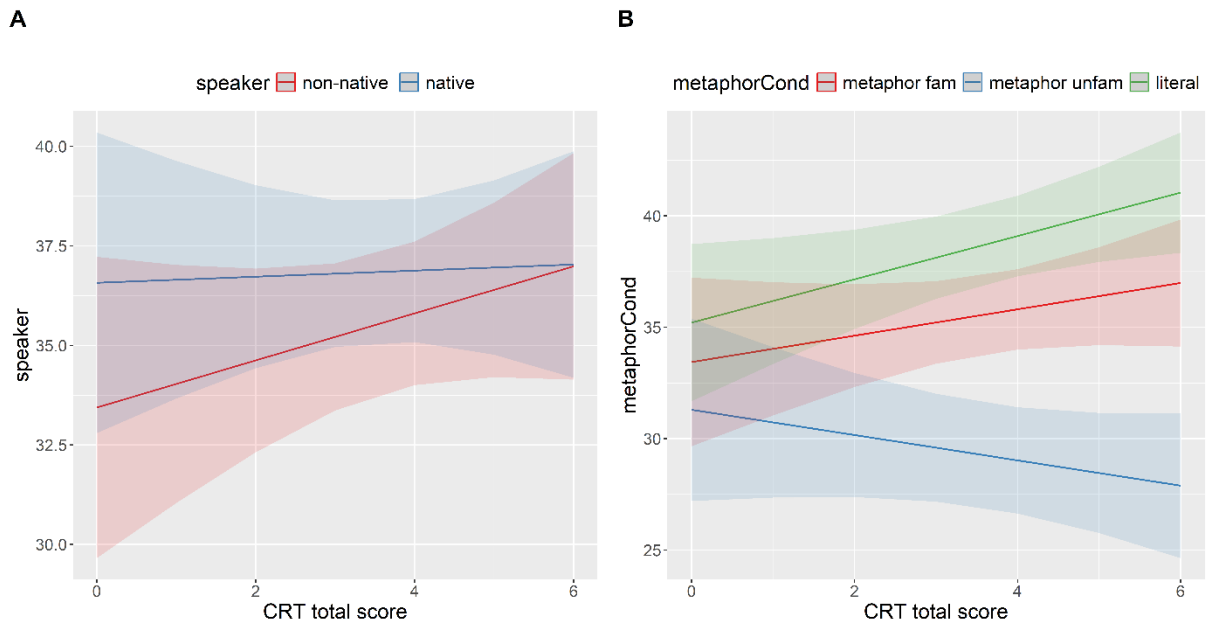 A
B
speaker non-native native
metaphorCond metaphor fam metaphor unfam literal
speaker
40.0
37.5
35.0
32.5
30.0
0 2 4 6
CRT total score
metaphorCond
40
35
30
25
0 2 4 6
CRT total score